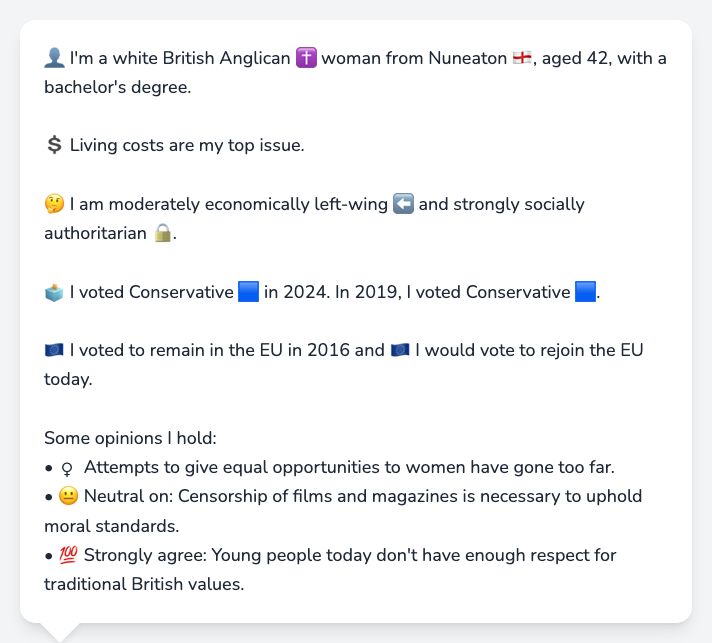 👤 I'm a white British Anglican ✝️ woman from Nuneaton 🏴󠁧󠁢󠁥󠁮󠁧󠁿, aged 42, with a
bachelor's degree.
💲 Living costs are my top issue.
🤔 I am moderately economically left-wing ⬅️ and strongly socially
authoritarian 🔒.
🗳️ I voted Conservative 🟦 in 2024. In 2019, I voted Conservative 🟦.
🇪🇺 I voted to remain in the EU in 2016 and 🇪🇺 I would vote to rejoin the EU
today.
Some opinions I hold:
• ♀ Attempts to give equal opportunities to women have gone too far.
• 😐 Neutral on: Censorship of films and magazines is necessary to uphold
moral standards.
• 💯 Strongly agree: Young people today don't have enough respect for
traditional British values.